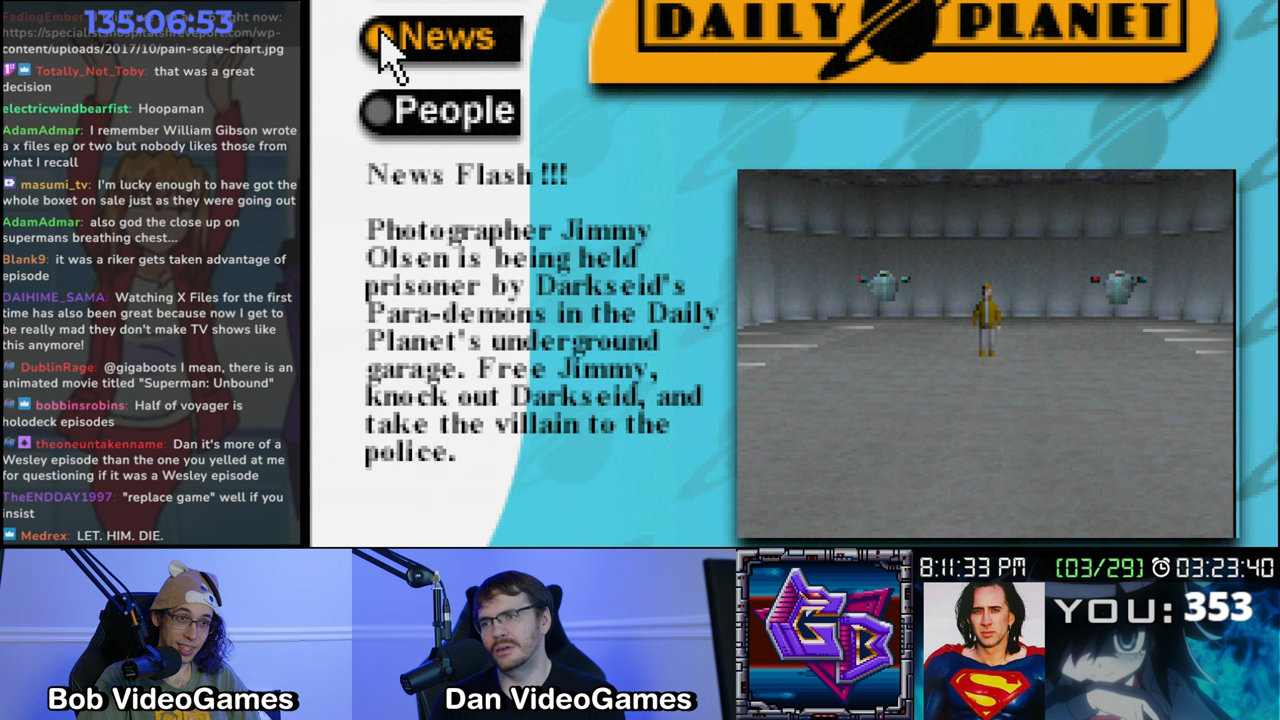 135:06:53
right now:
content/uploads/2017/10/pain-scale-chart.jpg
Totally_Not_Toby: that was a great
decision
electricwindbearfist: Hoopaman
AdamAdmar: I remember William Gibson wrote
a x files ep or two but nobody likes those from
what I recall
masumi_tv: I'm lucky enough to have got the
whole boxet on sale just as they were going out
AdamAdmar: also god the close up on
supermans breathing chest...
Blank9: it was a riker gets taken advantage of
episode
DAIHIME_SAMA: Watching X Files for the first
time has also been great because now I get to
be really mad they don't make TV shows like
this anymore!
DublinRage: @gigaboots I mean, there is an
animated movie titled "Superman: Unbound"
bobbinsrobins: Half of voyager is
holodeck episodes
theoneuntakenname: Dan it's more of a
Wesley episode than the one you yelled at me
for questioning if it was a Wesley episode
TheENDDAY1997: "replace game" well if you
insist
Medrex: LET. HIM. DIE.
News
People
DAILY PLANET
News Flash !!!
Photographer Jimmy
Olsen is being held
prisoner by Darkseid's
Para-demons in the Daily
Planet's underground
garage. Free Jimmy,
knock out Darkseid, and
take the villain to the
police.
Bob VideoGames
Dan VideoGames
GB
8:11:33 PM [03/29] 03:23:40
YOU: 353